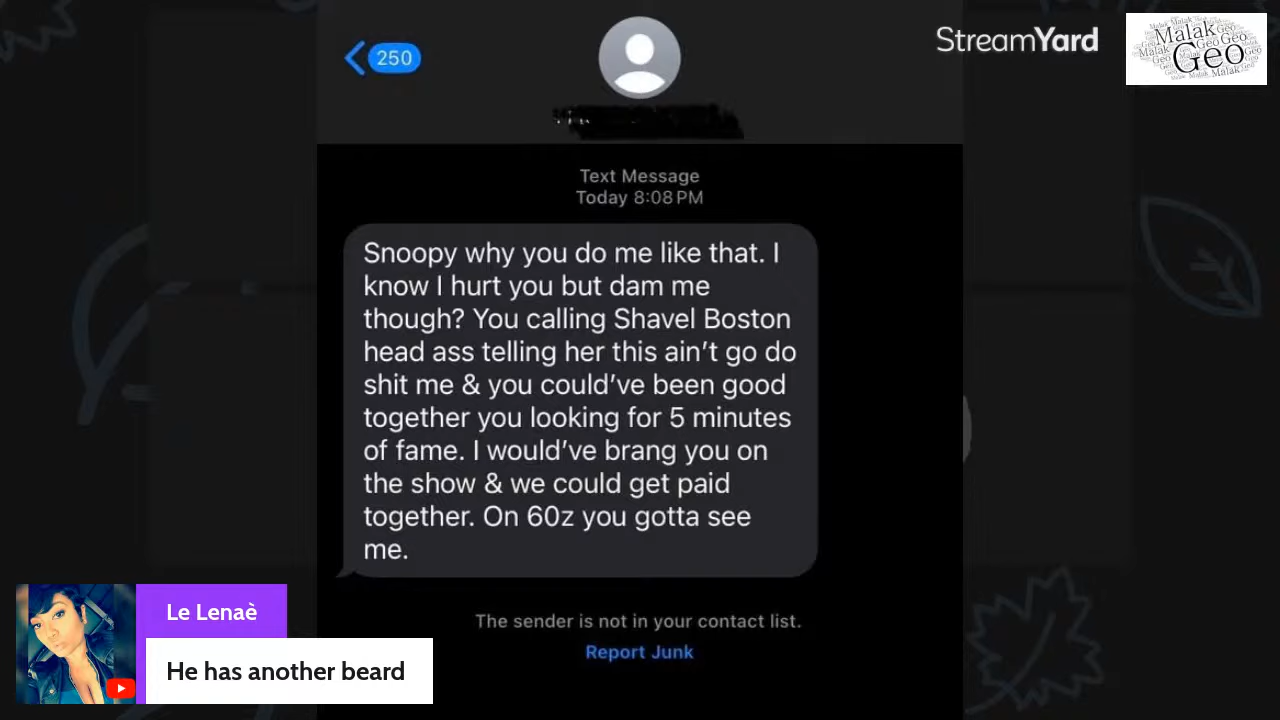 250
StreamYard
Malak
Geo
Text Message
Today 8:08 PM
Snoopy why you do me like that. I
know I hurt you but dam me
though? You calling Shavel Boston
head ass telling her this ain’t go do
shit me & you could’ve been good
together you looking for 5 minutes
of fame. I would’ve brang you on
the show & we could get paid
together. On 60z you gotta see
me.
The sender is not in your contact list.
Report Junk
Le Lenaè
He has another beard